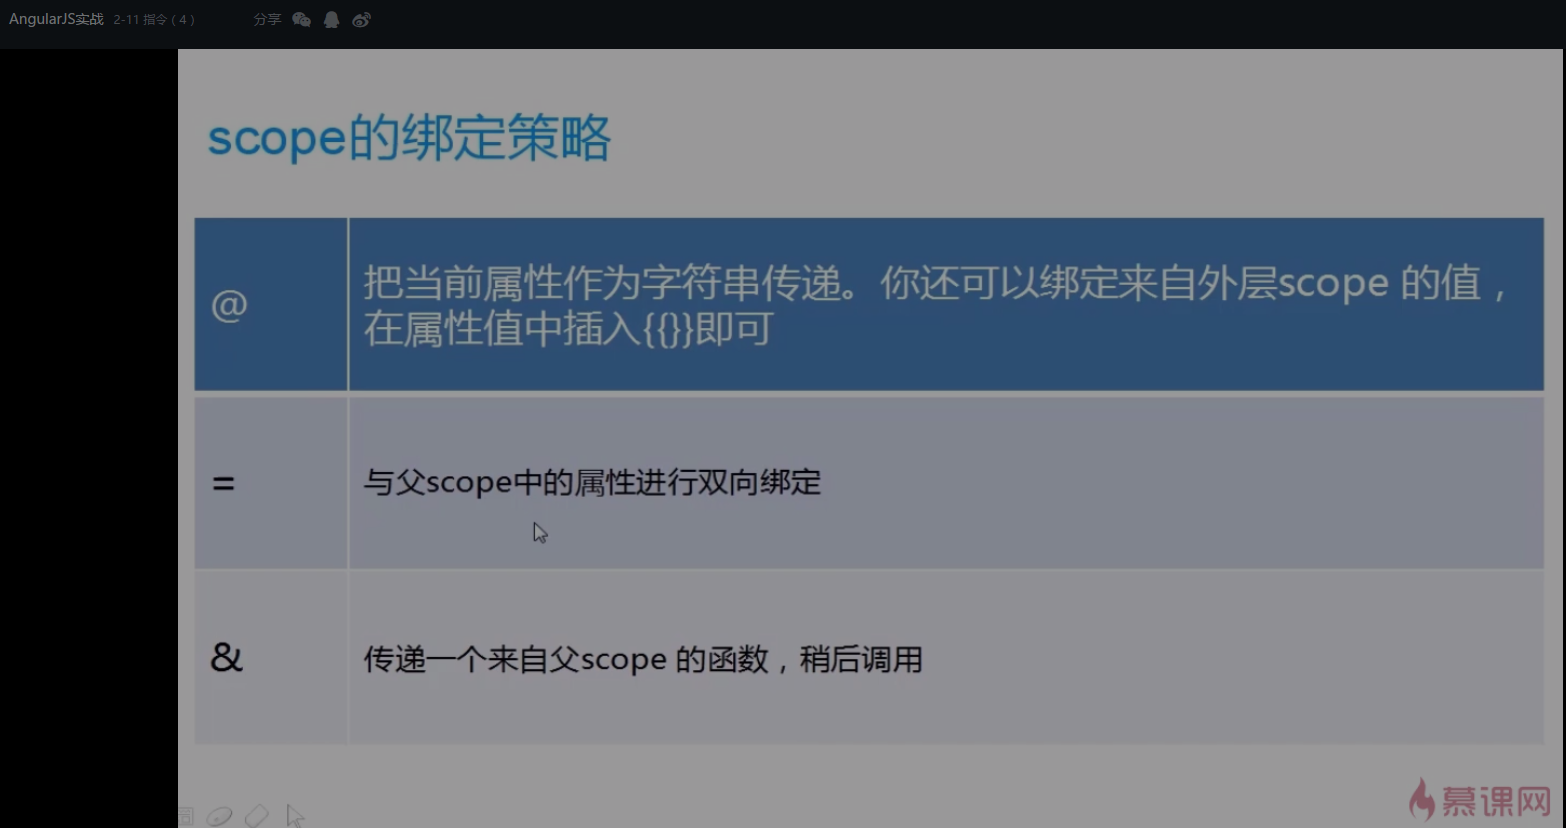 AngularJS实战 2-11 指令 ( 4 ) 分享
scope的绑定策略
@
把当前属性作为字符串传递。你还可以绑定来自外层scope 的值，
在属性值中插入{{}}即可
=
与父scope中的属性进行双向绑定
&
传递一个来自父scope 的函数，稍后调用
慕课网